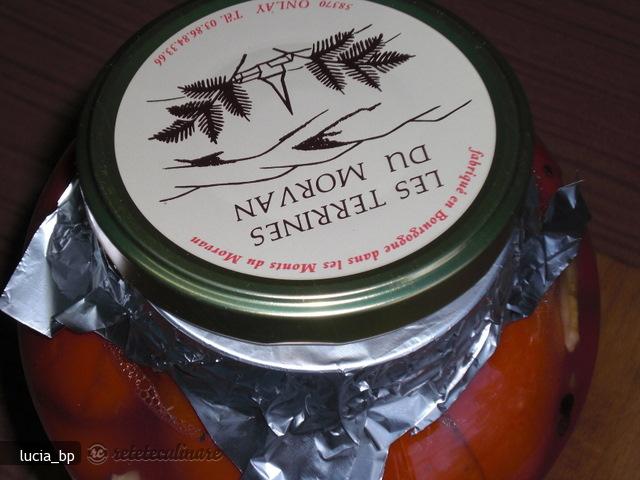 LES TERRINES
DU MORVAN
fabriqué en Bourgogne dans les Monts du Morvan
58370 ONLAY Tél. 03.86.84.33.66
lucia_bp
reteteculinare